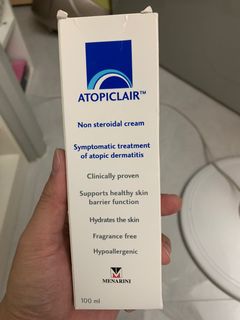 ATOPICLAIR™
Non steroidal cream
Symptomatic treatment
of atopic dermatitis
Clinically proven
Supports healthy skin
barrier function
Hydrates the skin
Fragrance free
Hypoallergenic
MENARINI
100 ml